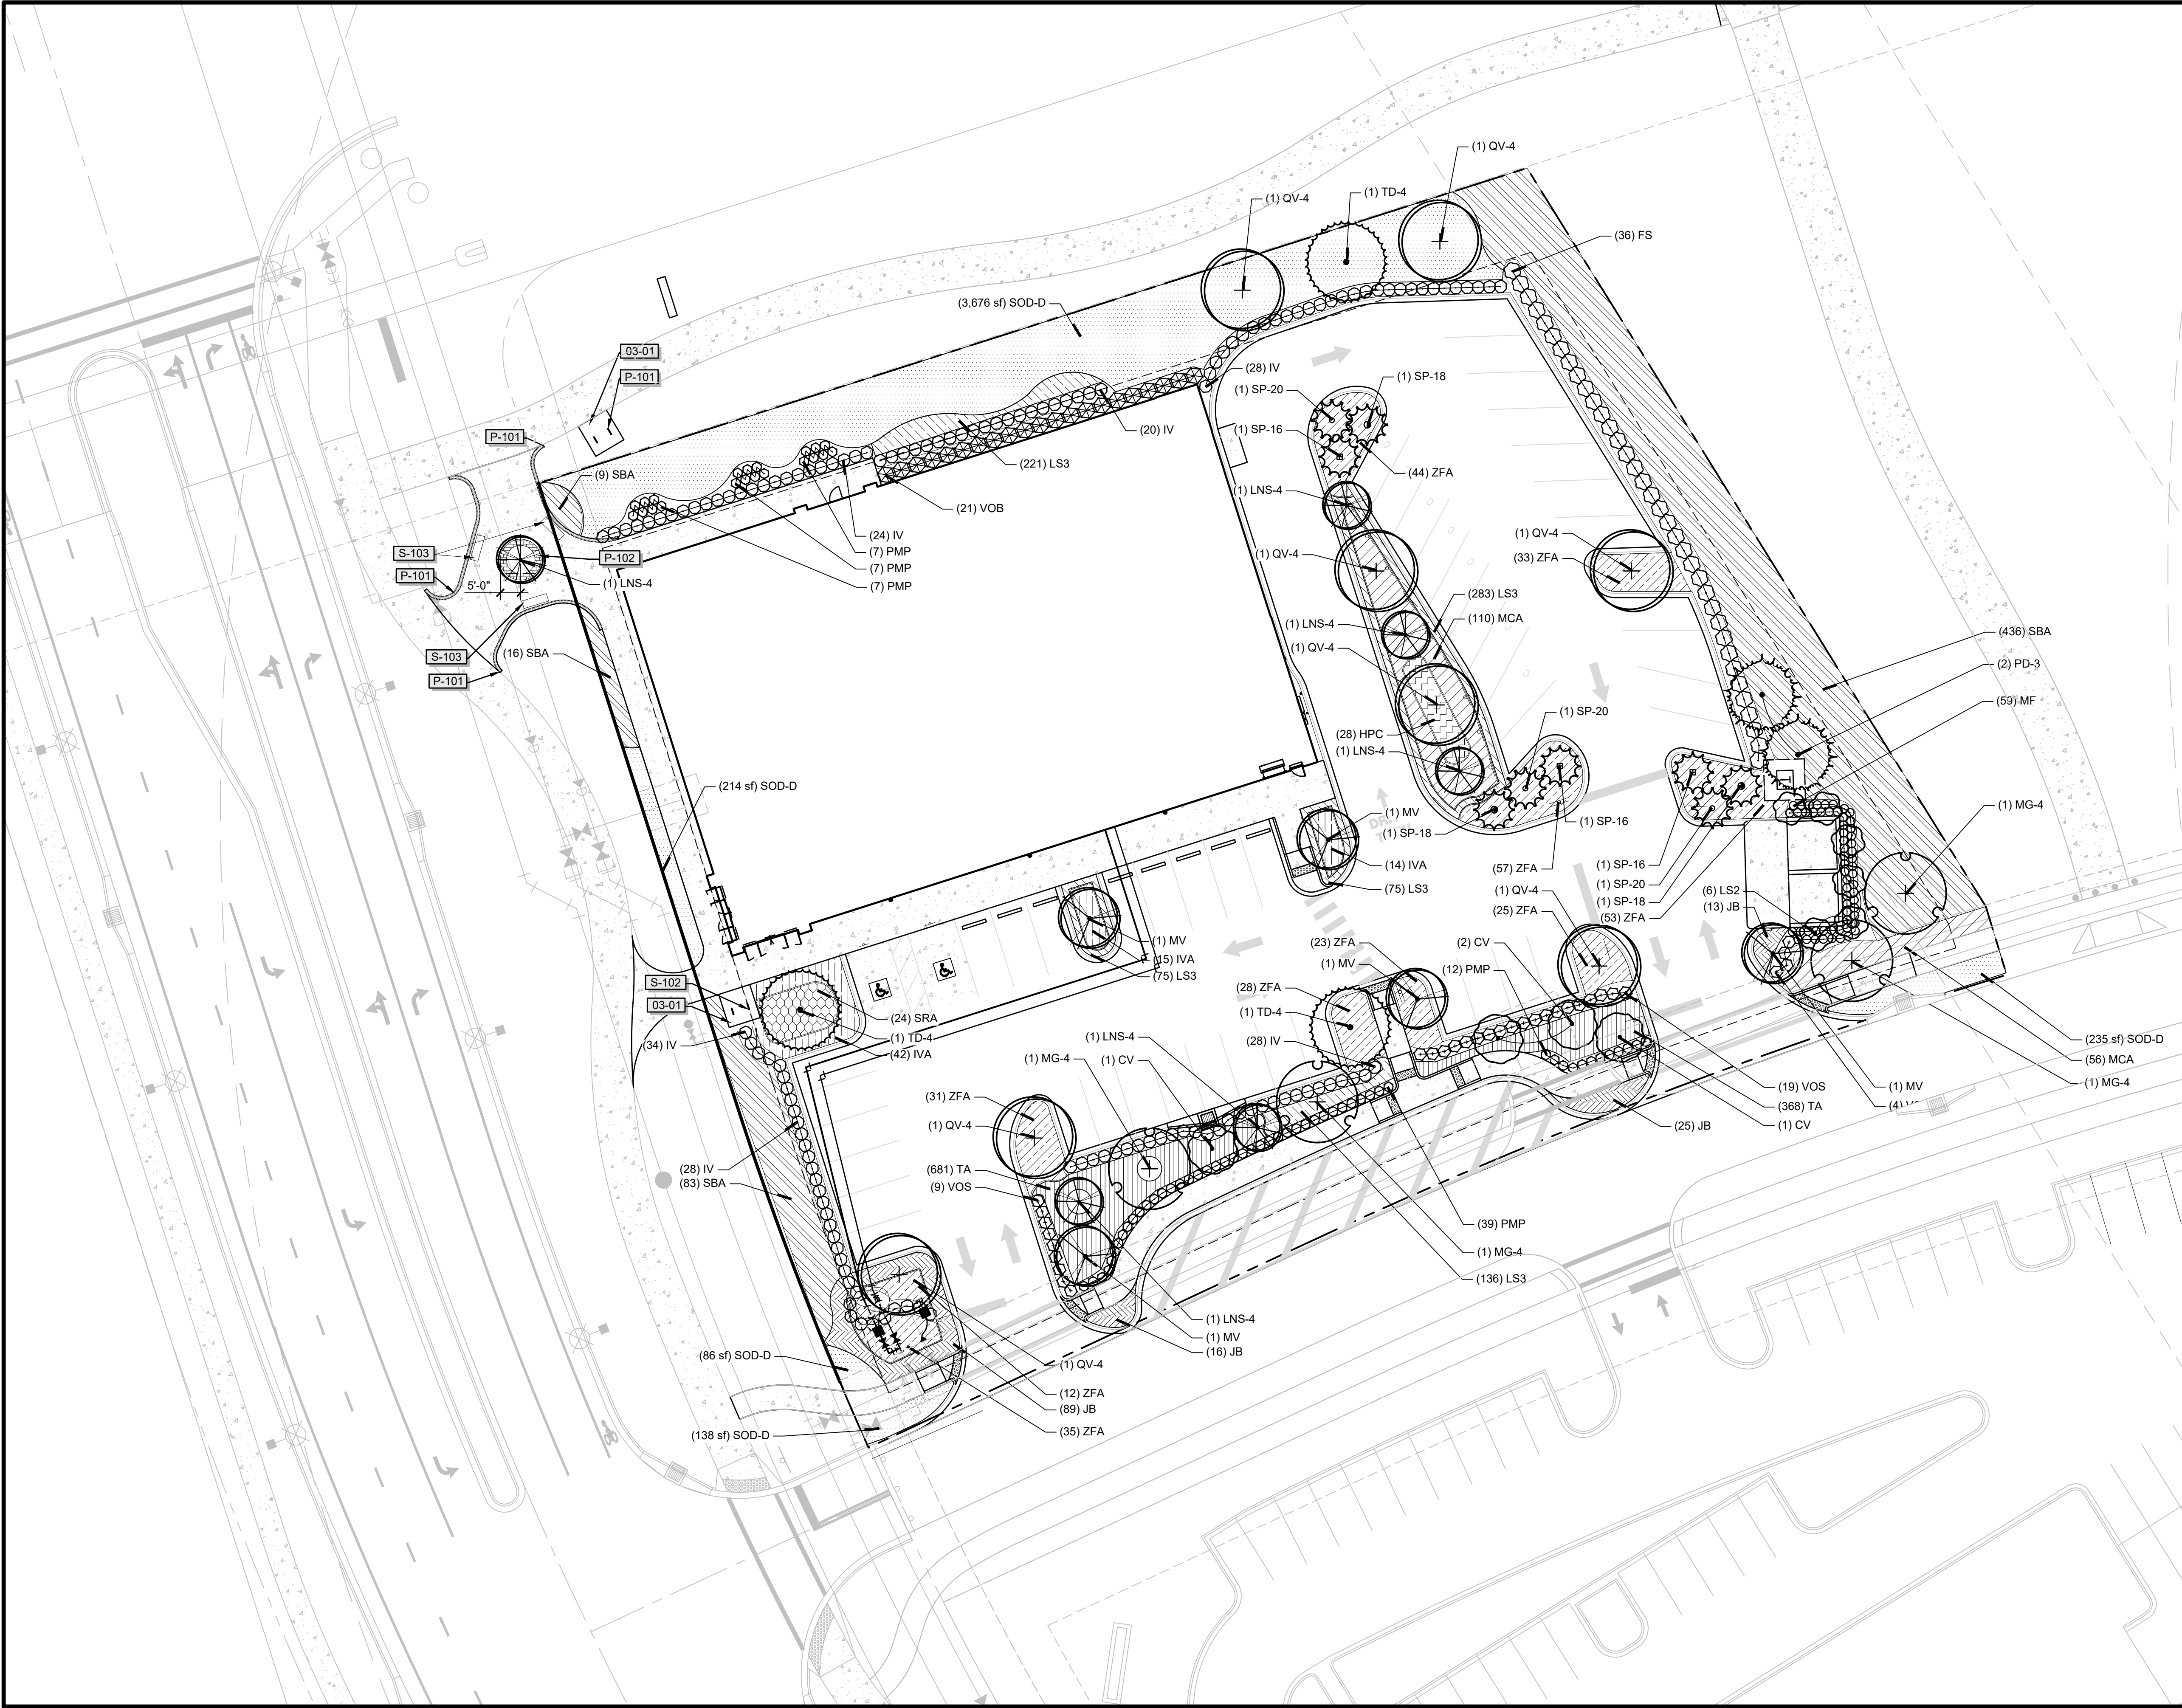 (1) QV-4
(1) TD-4
(1) QV-4
(36) FS
(3,676 sf) SOD-D
03-01
P-101
(28) IV
(1) SP-18
(1) SP-20
P-101
(1) SP-16
(20) IV
(221) LS3
(44) ZFA
(9) SBA
(1) LNS-4
(21) VOB
(24) IV
(1) QV-4
S-103
P-102
(7) PMP
(1) QV-4
(33) ZFA
(7) PMP
P-101
5'-0"
(1) LNS-4
(7) PMP
(283) LS3
(110) MCA
(1) LNS-4
(436) SBA
(1) QV-4
S-103
(16) SBA
(2) PD-3
P-101
(59) MF
(1) SP-20
(28) HPC
(1) LNS-4
(214 sf) SOD-D
(1) MG-4
(1) MV
(1) SP-18
(1) SP-16
(14) IVA
(57) ZFA
(1) SP-16
(75) LS3
(1) SP-20
(1) QV-4
(6) LS2
(1) SP-18
(25) ZFA
(13) JB
(53) ZFA
(1) MV
(23) ZFA
(2) CV
(15) IVA
(1) MV
(12) PMP
(75) LS3
S-102
(28) ZFA
03-01
(24) SRA
(1) TD-4
(1) TD-4
(1) LNS-4
(28) IV
(235 sf) SOD-D
(34) IV
(42) IVA
(1) MG-4
(1) CV
(56) MCA
(1) MG-4
(19) VOS
(1) MV
(31) ZFA
(368) TA
(4)
(1) QV-4
(25) JB
(1) CV
(28) IV
(681) TA
(83) SBA
(9) VOS
(39) PMP
(1) MG-4
(136) LS3
(1) LNS-4
(1) MV
(86 sf) SOD-D
(16) JB
(1) QV-4
(12) ZFA
(89) JB
(138 sf) SOD-D
(35) ZFA